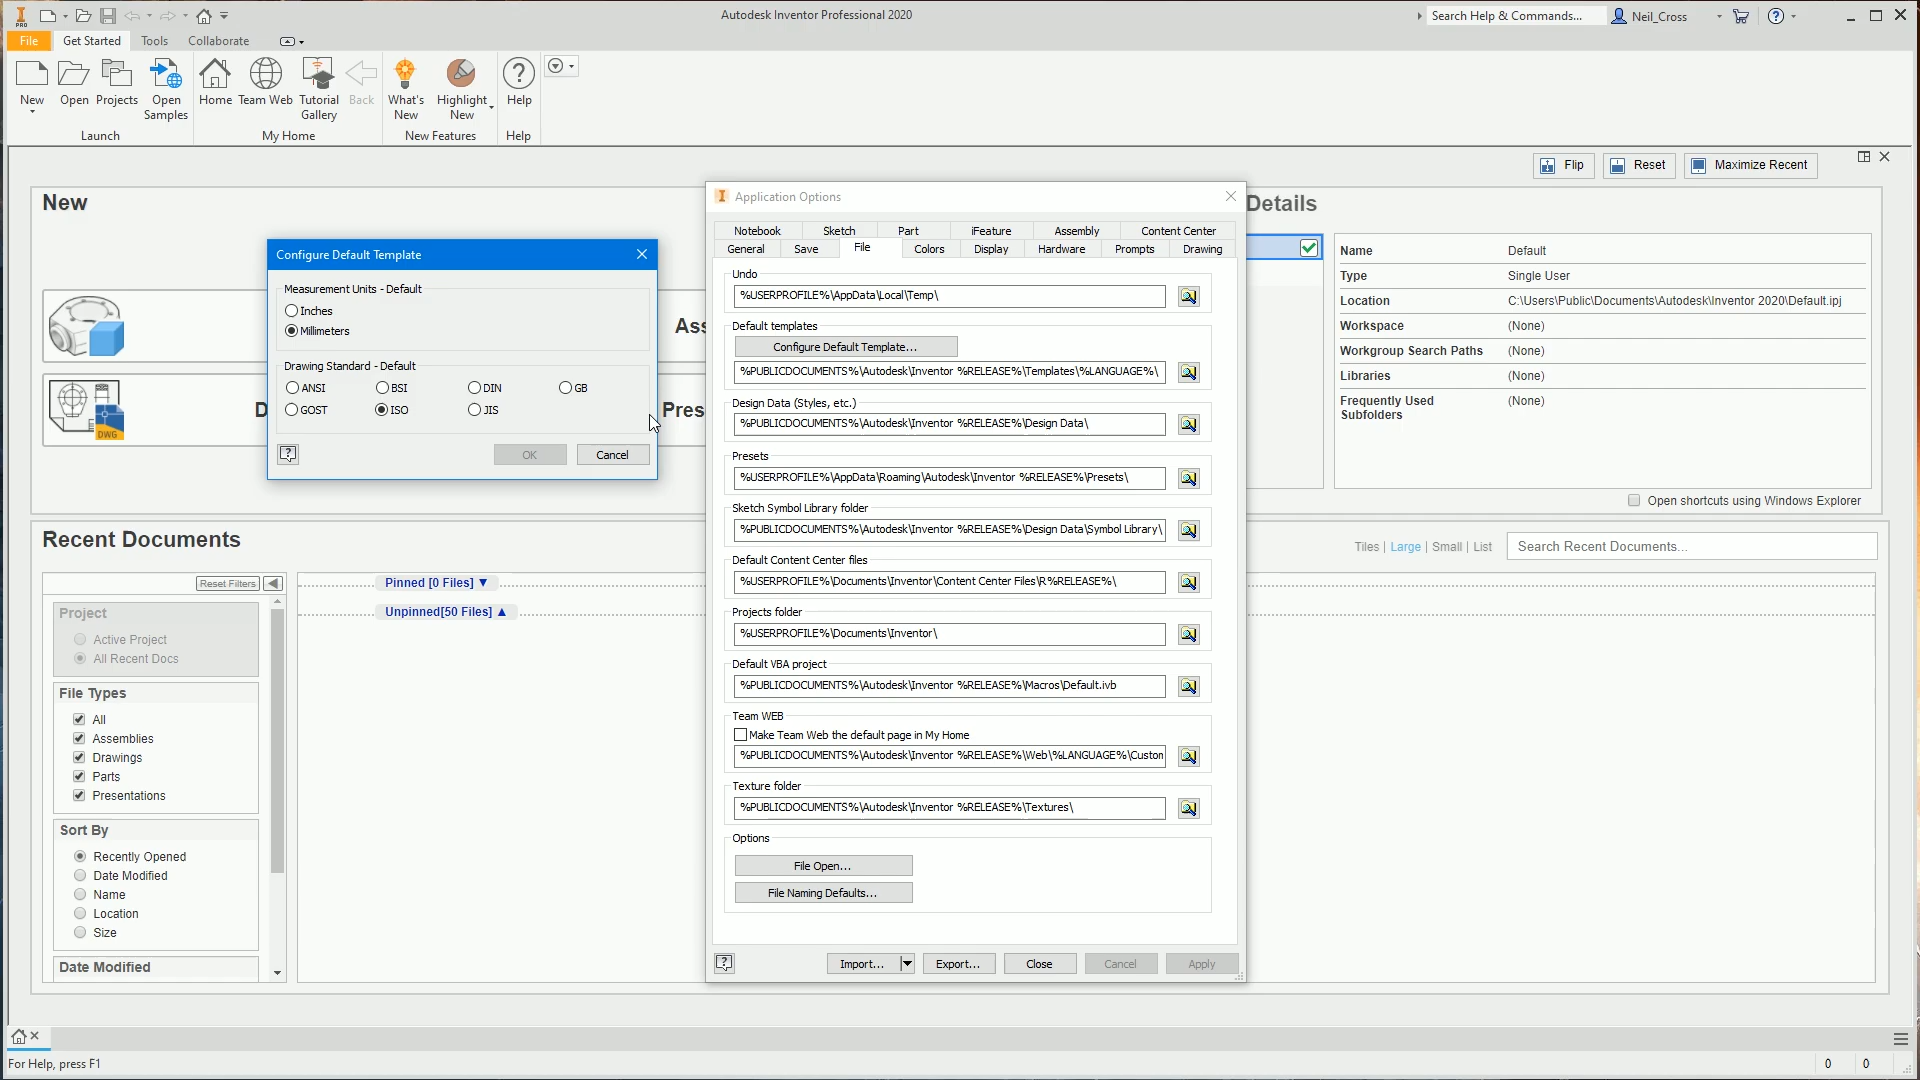 Autodesk Inventor Professional 2020
Search Help & Commands...
Neil_Cross
PRO
File
Get Started
Tools
Collaborate
New
Open
Projects
Open Samples
Home
Team Web
Tutorial Gallery
Back
What's New
Highlight New
Help
Launch
My Home
New Features
Help
Flip
Reset
Maximize Recent
New
Ass
DWG
D
Pres
Configure Default Template
Measurement Units - Default
Inches
Millimeters
Drawing Standard - Default
ANSI
BSI
DIN
GB
GOST
ISO
JIS
OK
Cancel
Application Options
Notebook
Sketch
Part
iFeature
Assembly
Content Center
General
Save
File
Colors
Display
Hardware
Prompts
Drawing
Undo
%USERPROFILE%\AppData\Local\Temp\
Default templates
Configure Default Template...
%PUBLICDOCUMENTS%\Autodesk\Inventor %RELEASE%\Templates\%LANGUAGE%\
Design Data (Styles, etc.)
%PUBLICDOCUMENTS%\Autodesk\Inventor %RELEASE%\Design Data\
Presets
%USERPROFILE%\AppData\Roaming\Autodesk\Inventor %RELEASE%\Presets\
Sketch Symbol Library folder
%PUBLICDOCUMENTS%\Autodesk\Inventor %RELEASE%\Design Data\Symbol Library\
Default Content Center files
%USERPROFILE%\Documents\Inventor\Content Center Files\R%RELEASE%\
Projects folder
%USERPROFILE%\Documents\Inventor\
Default VBA project
%PUBLICDOCUMENTS%\Autodesk\Inventor %RELEASE%\Macros\Default.ivb
Team WEB
Make Team Web the default page in My Home
%PUBLICDOCUMENTS%\Autodesk\Inventor %RELEASE%\Web\%LANGUAGE%\Custom
Texture folder
%PUBLICDOCUMENTS%\Autodesk\Inventor %RELEASE%\Textures\
Options
File Open...
File Naming Defaults...
Import...
Export...
Close
Cancel
Apply
Details
Name Default
Type Single User
Location C:\Users\Public\Documents\Autodesk\Inventor 2020\Default.ipj
Workspace (None)
Workgroup Search Paths (None)
Libraries (None)
Frequently Used Subfolders (None)
Open shortcuts using Windows Explorer
Recent Documents
Tiles | Large | Small | List
Search Recent Documents...
Reset Filters
Pinned [0 Files]
Unpinned[50 Files]
Project
Active Project
All Recent Docs
File Types
All
Assemblies
Drawings
Parts
Presentations
Sort By
Recently Opened
Date Modified
Name
Location
Size
Date Modified
For Help, press F1
0 0